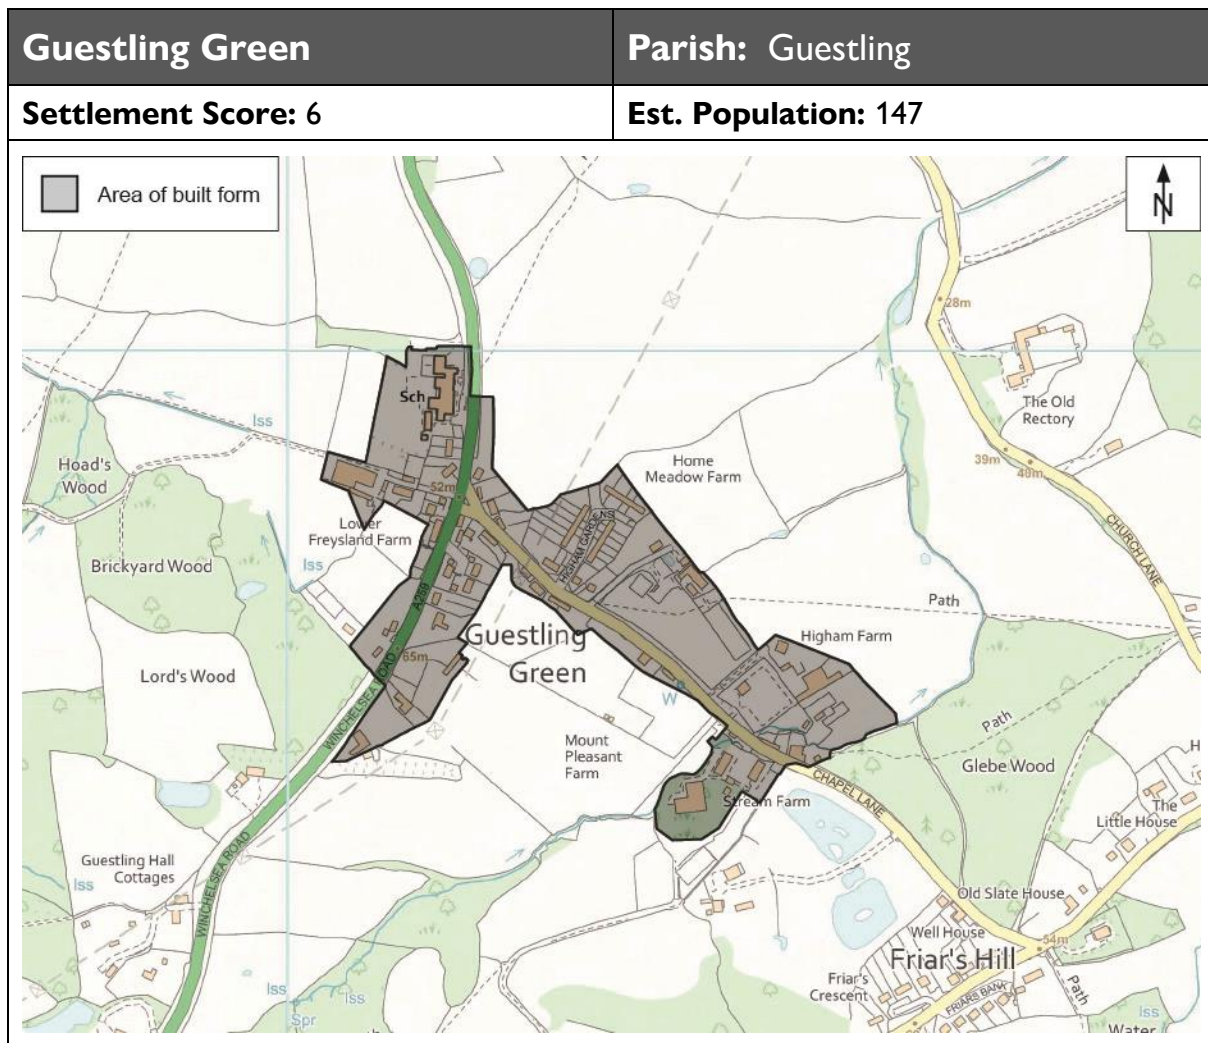 Guestling Green
Parish: Guestling
Settlement Score: 6
Est. Population: 147
Area of built form
N
28m
Sch
The Old
Rectory
Iss
Hoad's
Wood
Home
Meadow Farm
39m
48m
52m
Lower
Freysland Farm
HIGHAM GARDENS
CHURCH LANE
Brickyard Wood
Iss
A259
Path
Guestling
Green
Higham Farm
65m
Lord's Wood
W
WINCHELSEA ROAD
Path
Mount
Pleasant
Farm
Glebe Wood
CHAPEL LANE
Stream Farm
The
Little House
Guestling Hall
Cottages
Iss
WINCHELSEA ROAD
Old Slate House
Well House
54m
Friar's Hill
Friar's
Crescent
FRIARS BANK
Path
Iss
Iss
Spr
Iss
Water